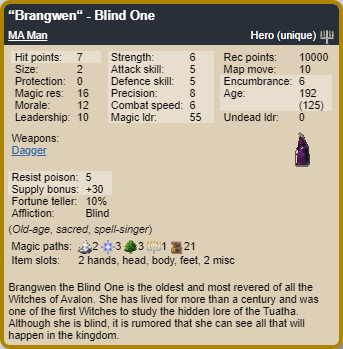 “Brangwen“ - Blind One
MA Man Hero (unique)
Hit points: 7 Strength: 6 Rec points: 10000
Size: 2 Attack skill: 5 Map move: 10
Protection: 0 Defence skill: 5 Encumbrance: 6
Magic res: 16 Precision: 8 Age: 192
Morale: 12 Combat speed: 6 (125)
Leadership: 10 Magic ldr: 55 Undead ldr: 0
Weapons:
Dagger
Resist poison: 5
Supply bonus: +30
Fortune teller: 10%
Affliction: Blind
(Old-age, sacred, spell-singer)
Magic paths: 2 3 3 1 21
Item slots: 2 hands, head, body, feet, 2 misc
Brangwen the Blind One is the oldest and most revered of all the
Witches of Avalon. She has lived for more than a century and was
one of the first Witches to study the hidden lore of the Tuatha.
Although she is blind, it is rumored that she can see all that will
happen in the kingdom.